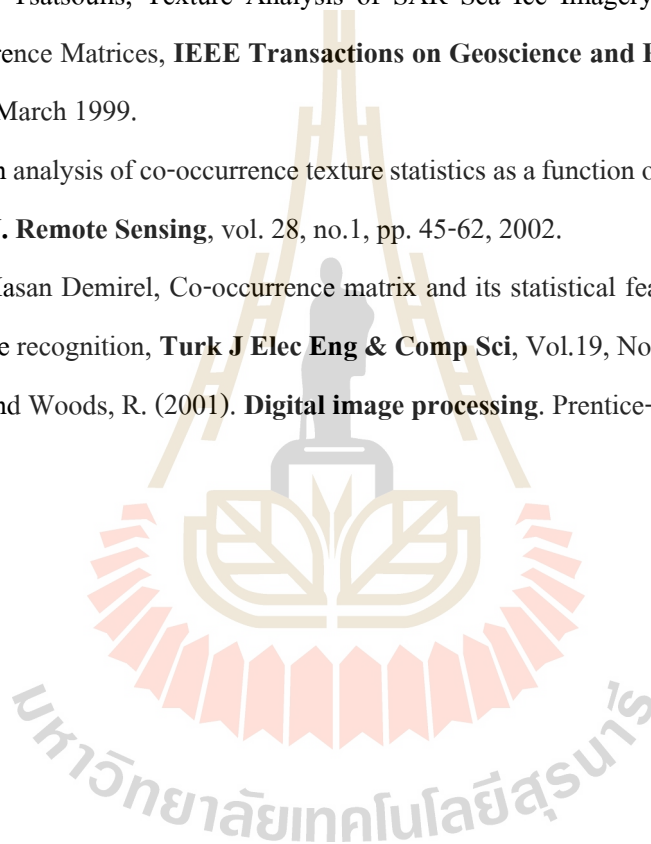 Tsatsoulis, Texture Analysis of SAR Sea Ice Imagery
rence Matrices, IEEE Transactions on Geoscience and
March 1999.
analysis of co-occurrence texture statistics as a function
J. Remote Sensing, vol. 28, no.1, pp. 45-62, 2002.
Hasan Demirel, Co-occurrence matrix and its statistical fea
e recognition, Turk J Elec Eng & Comp Sci, Vol.19, No
nd Woods, R. (2001). Digital image processing. Prentice-
มหาวิทยาลัยเทคโนโลยีสุรนารี